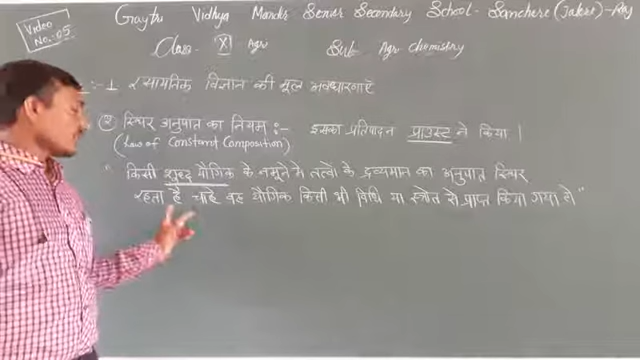 Video No.:05.
Gaytri Vidhya Mandir Senior Secondary School - Sanchore (Jalore) - Raj
Class - X Agri Sub Agri chemistry
:- 1 रसायनिक विज्ञान की मूल अवधारणाऐं
② स्थिर अनुपात का नियम :- इसका प्रतिपादन प्राउस्ट ने किया |
(Law of Constant Composition)
" किसी शुद्ध यौगिक के नमूने मे तत्वों के द्रव्यमान का अनुपात स्थिर
रहता है चाहे वह यौगिक किसी भी विधि या स्त्रोत से प्राप्त किया गया हो "